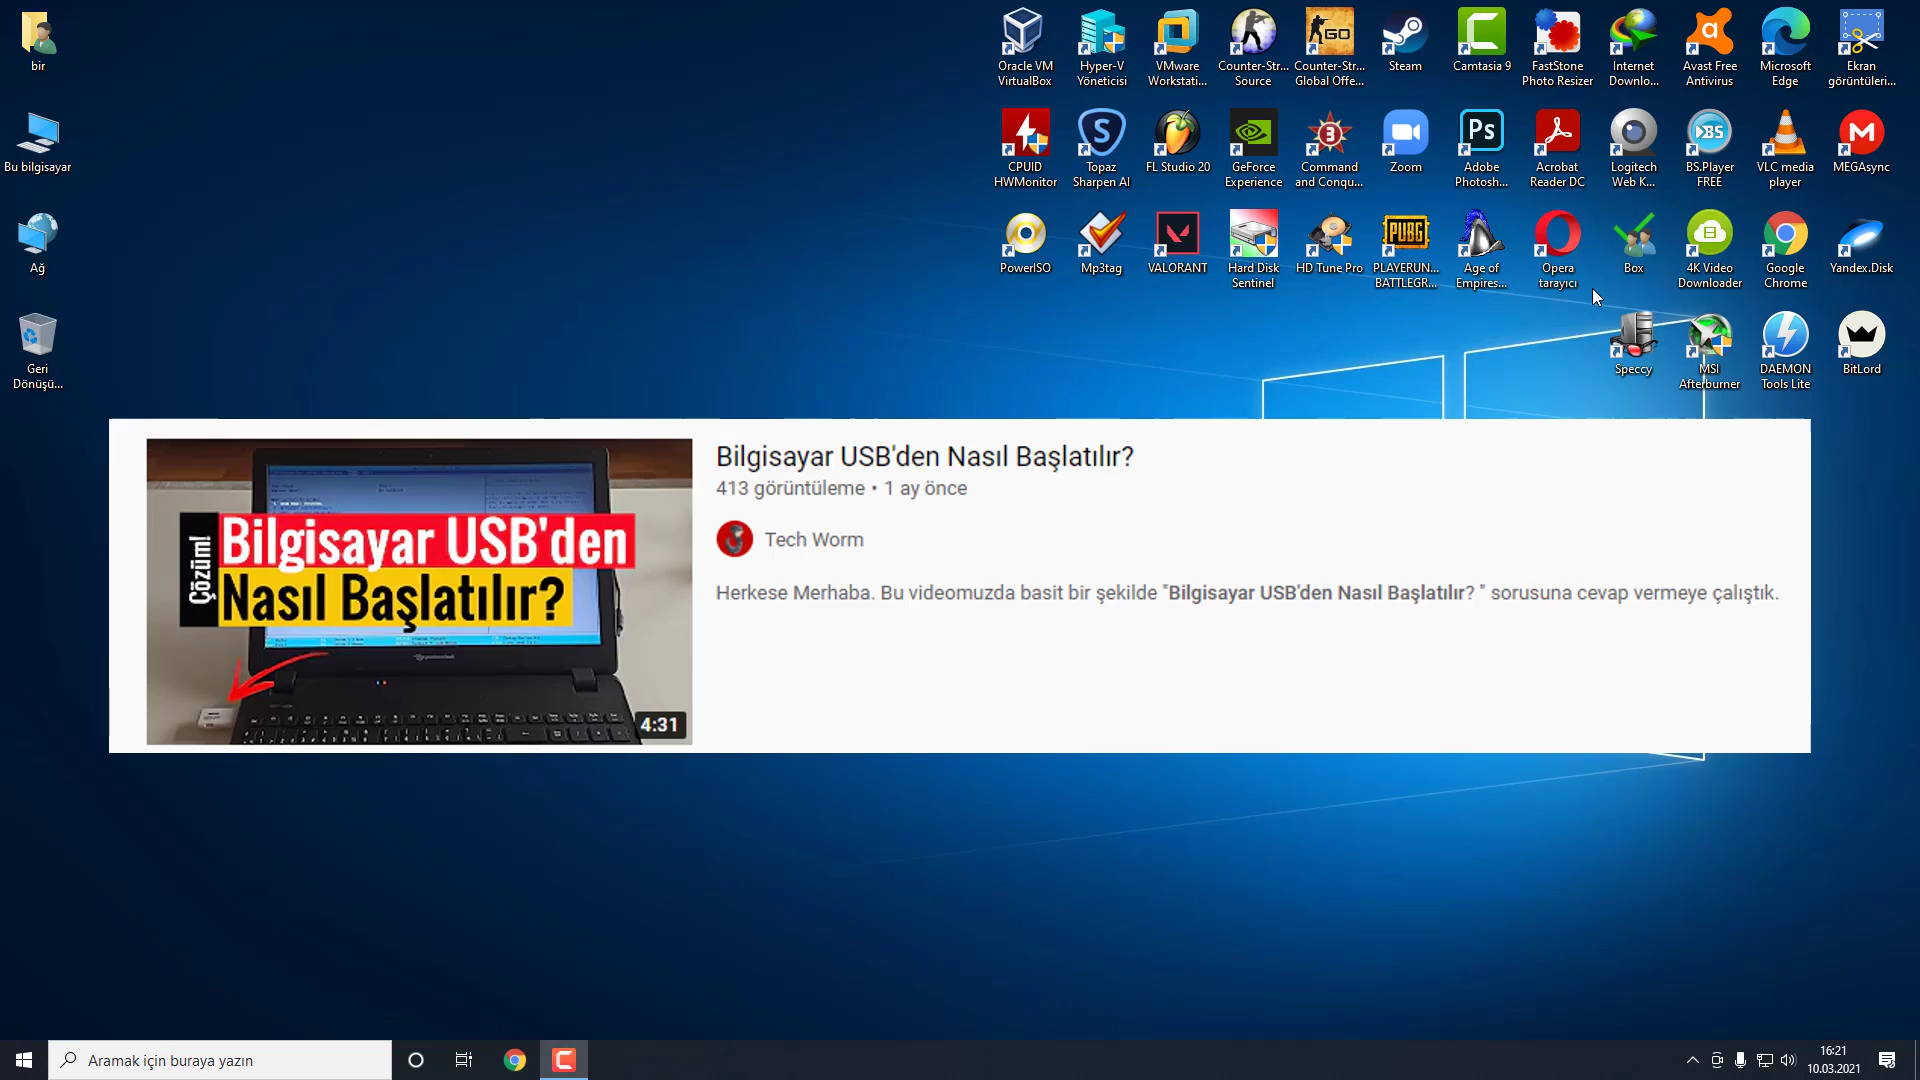 bir
Oracle VM
VirtualBox
Hyper-V
Yöneticisi
VMware
Workstati...
Counter-Str...
Source
Counter-Str...
Global Offe...
Steam
Camtasia 9
FastStone
Photo Resizer
Internet
Downlo...
Avast Free
Antivirus
Microsoft
Edge
Ekran
görüntüleri...
Bu bilgisayar
CPUID
HWMonitor
Topaz
Sharpen AI
FL Studio 20
GeForce
Experience
Command
and Conqu...
Zoom
Adobe
Photosh...
Acrobat
Reader DC
Logitech
Web K...
BS.Player
FREE
VLC media
player
MEGAsync
Ağ
PowerISO
Mp3tag
VALORANT
Hard Disk
Sentinel
HD Tune Pro
PLAYERUN...
BATTLEGR...
Age of
Empires...
Opera
tarayıcı
Box
4K Video
Downloader
Google
Chrome
Yandex.Disk
Geri
Dönüşü...
Speccy
MSI
Afterburner
DAEMON
Tools Lite
BitLord
Çözüm!
Bilgisayar USB'den
Nasıl Başlatılır?
4:31
Bilgisayar USB'den Nasıl Başlatılır?
413 görüntüleme • 1 ay önce
Tech Worm
Herkese Merhaba. Bu videomuzda basit bir şekilde "Bilgisayar USB'den Nasıl Başlatılır? " sorusuna cevap vermeye çalıştık.
Aramak için buraya yazın
16:21
10.03.2021